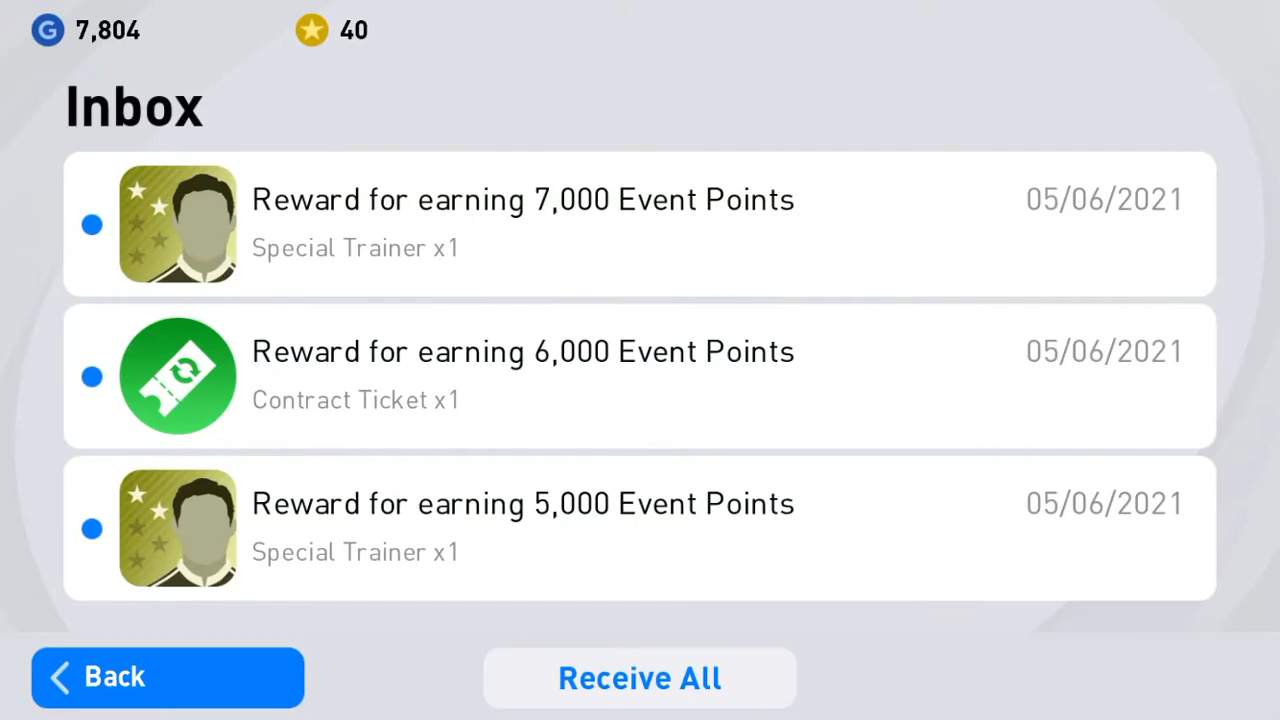 G 7,804 40
Inbox
Reward for earning 7,000 Event Points 05/06/2021
Special Trainer x1
Reward for earning 6,000 Event Points 05/06/2021
Contract Ticket x1
Reward for earning 5,000 Event Points 05/06/2021
Special Trainer x1
Back Receive All